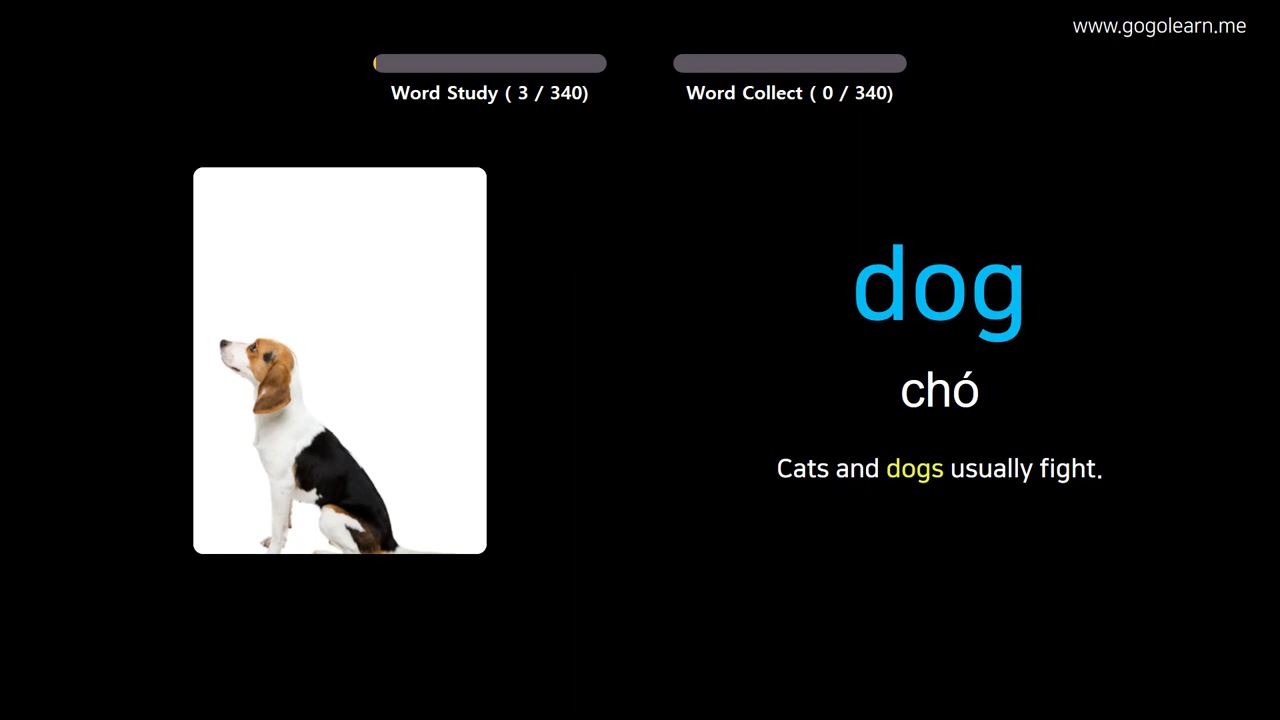 www.gogolearn.me
Word Study ( 3 / 340)
Word Collect ( 0 / 340)
dog
chó
Cats and dogs usually fight.